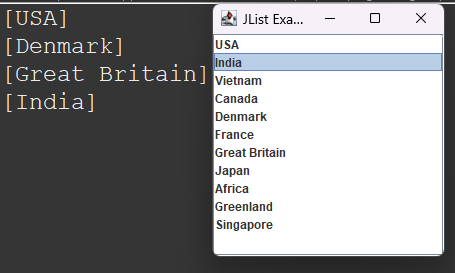 [USA]
[Denmark]
[Great Britain]
[India]
JList Exa...
USA
India
Vietnam
Canada
Denmark
France
Great Britain
Japan
Africa
Greenland
Singapore